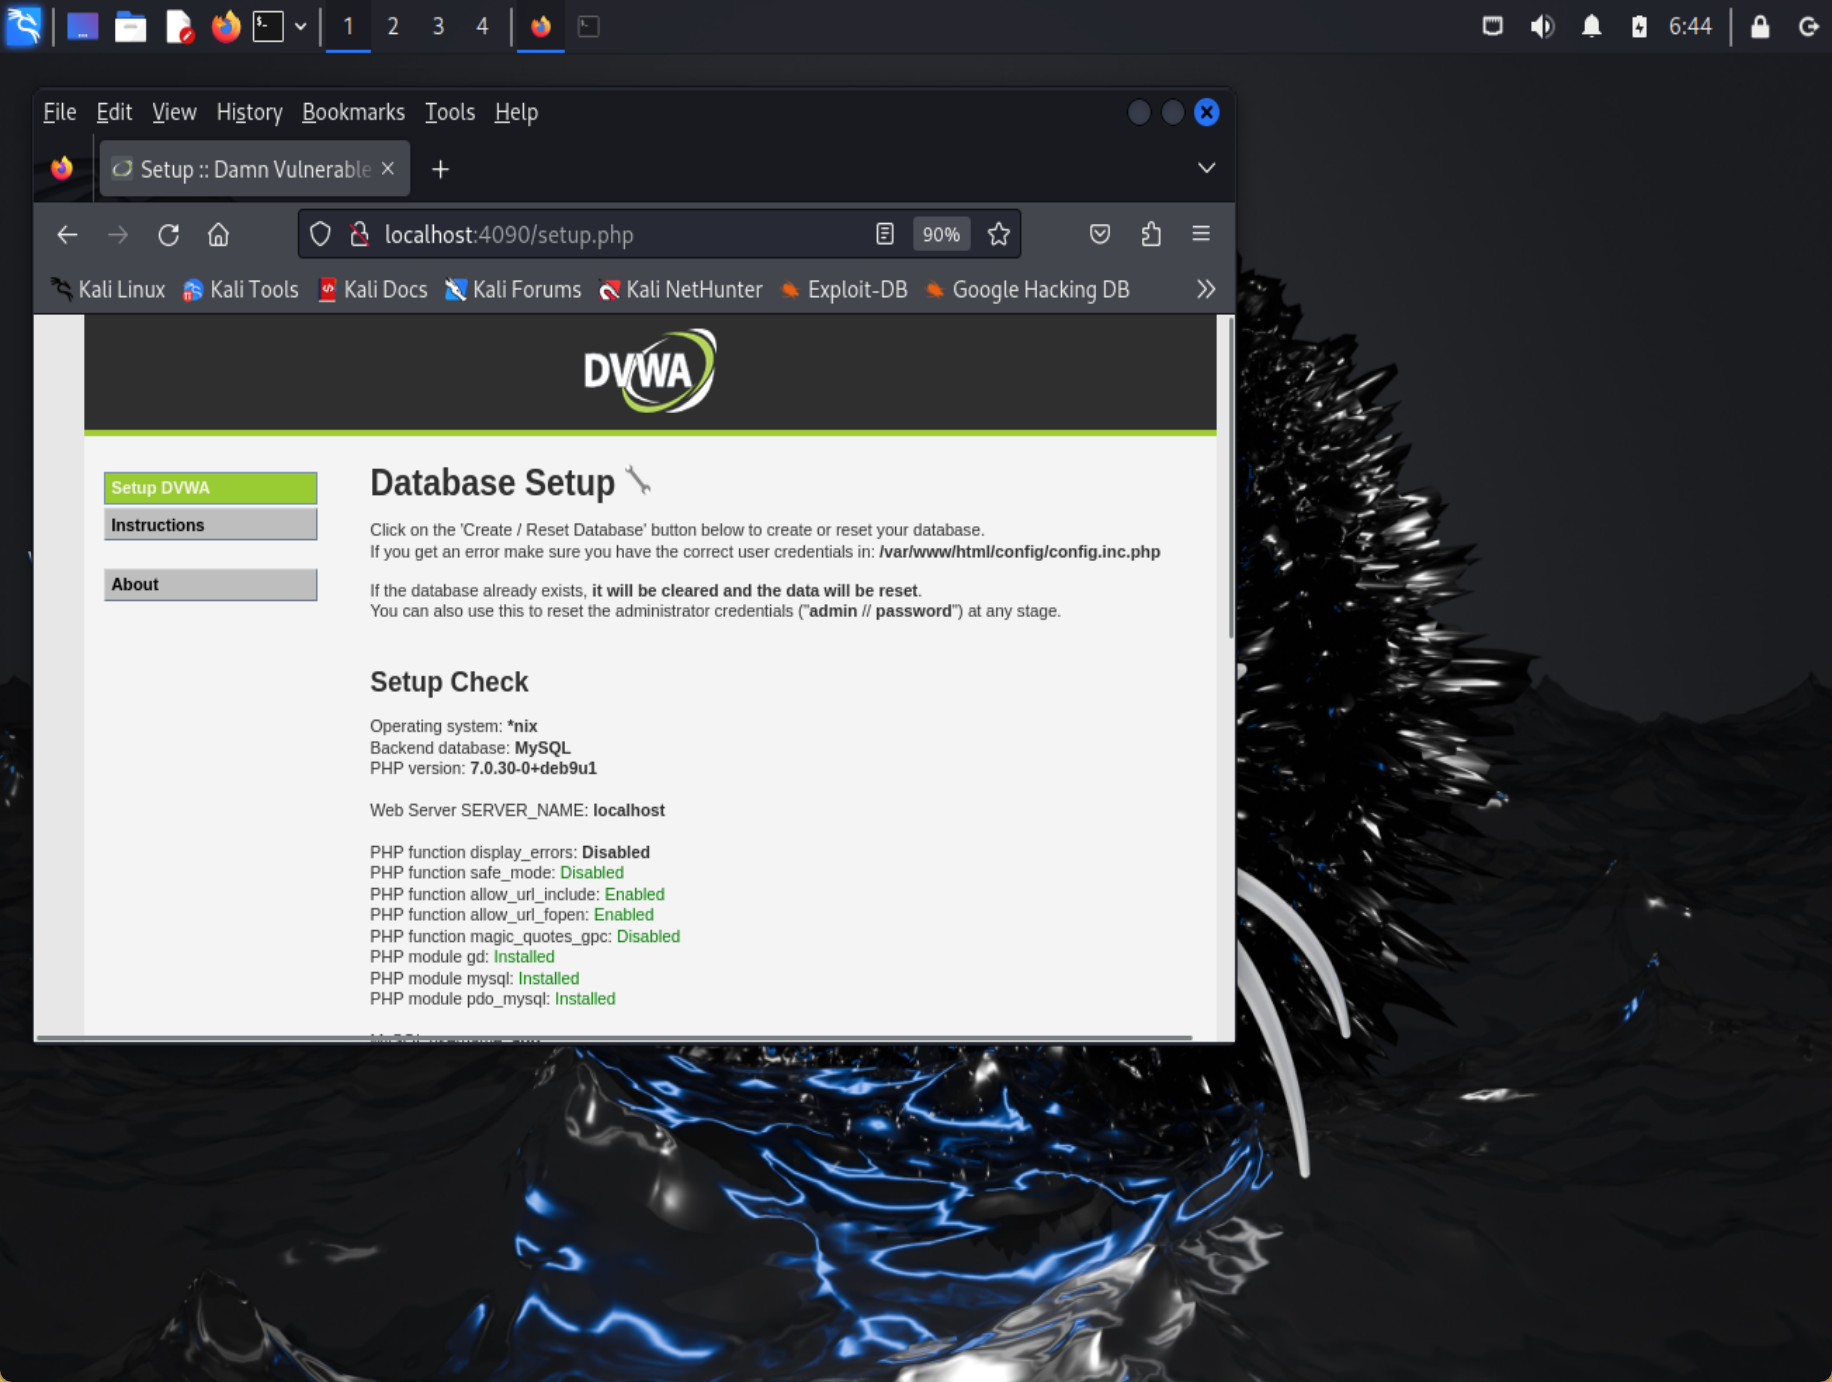 1 2 3 4 6:44
File Edit View History Bookmarks Tools Help
Setup :: Damn Vulnerable
localhost:4090/setup.php 90%
Kali Linux Kali Tools Kali Docs Kali Forums Kali NetHunter Exploit-DB Google Hacking DB
DVWA
Setup DVWA
Instructions
About
Database Setup
Click on the 'Create / Reset Database' button below to create or reset your database.
If you get an error make sure you have the correct user credentials in: /var/www/html/config/config.inc.php
If the database already exists, it will be cleared and the data will be reset.
You can also use this to reset the administrator credentials ("admin // password") at any stage.
Setup Check
Operating system: *nix
Backend database: MySQL
PHP version: 7.0.30-0+deb9u1
Web Server SERVER_NAME: localhost
PHP function display_errors: Disabled
PHP function safe_mode: Disabled
PHP function allow_url_include: Enabled
PHP function allow_url_fopen: Enabled
PHP function magic_quotes_gpc: Disabled
PHP module gd: Installed
PHP module mysql: Installed
PHP module pdo_mysql: Installed